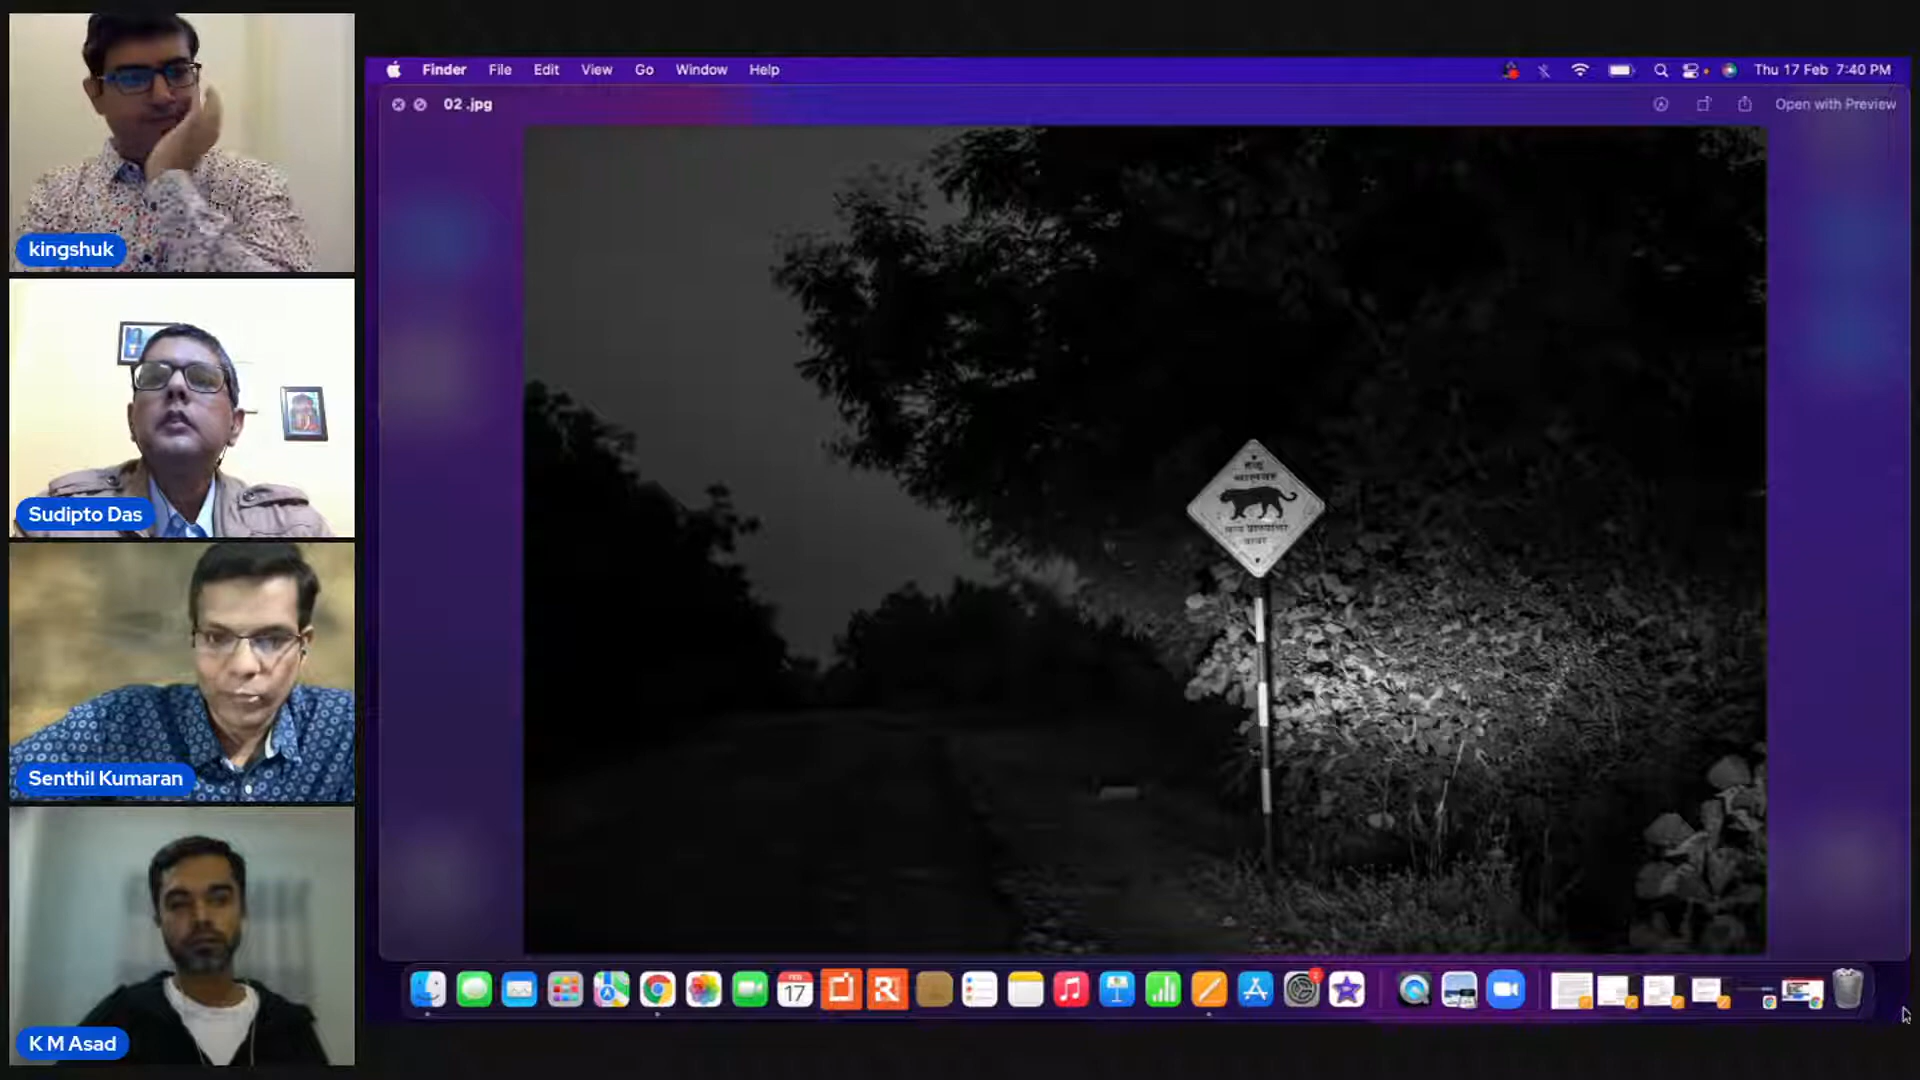 Finder File Edit View Go Window Help
Thu 17 Feb 7:40 PM
02 .jpg
Open with Preview
kingshuk
Sudipto Das
Senthil Kumaran
K M Asad
FEB
17